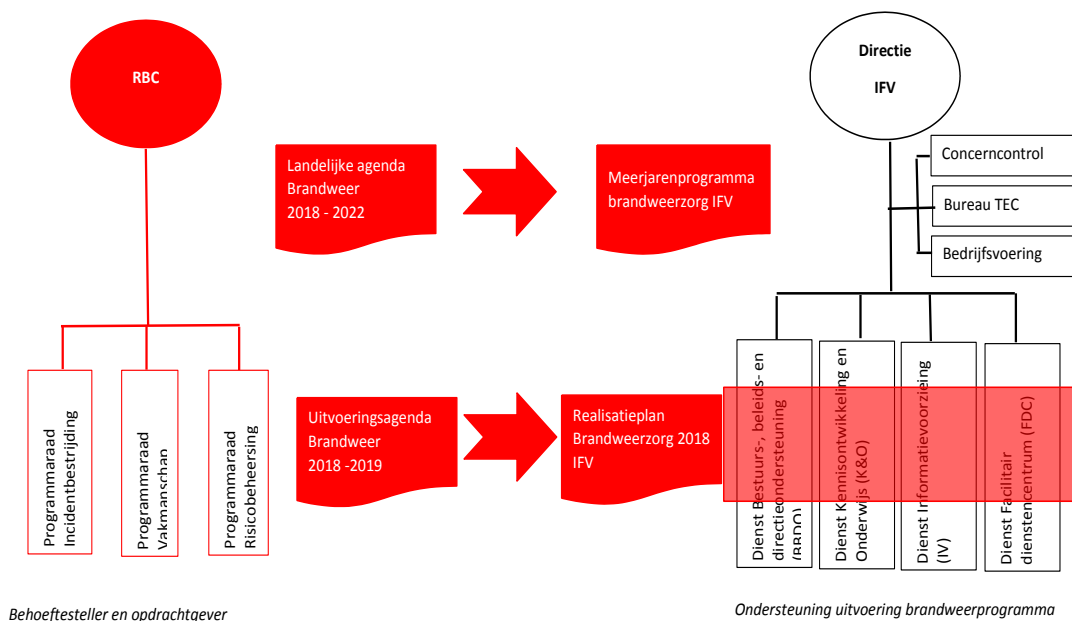 RBC
Directie
IFV
Concerncontrol
Bureau TEC
Bedrijfsvoering
Landelijke agenda
Brandweer
2018 - 2022
Meerjarenprogramma
brandweerzorg IFV
Programmaraad
Incidentbestrijding
Programmaraad
Vakmanschap
Programmaraad
Risicobeheersing
Uitvoeringsagenda
Brandweer
2018 -2019
Realisatieplan
Brandweerzorg 2018
IFV
Dienst Bestuurs-, beleids- en
directieondersteuning
(BBDO)
Dienst Kennisontwikkeling en
Onderwijs (K&O)
Dienst Informatievoorzieing
(IV)
Dienst Facilitair
dienstencentrum (FDC)
Behoeftesteller en opdrachtgever
Ondersteuning uitvoering brandweerprogramma